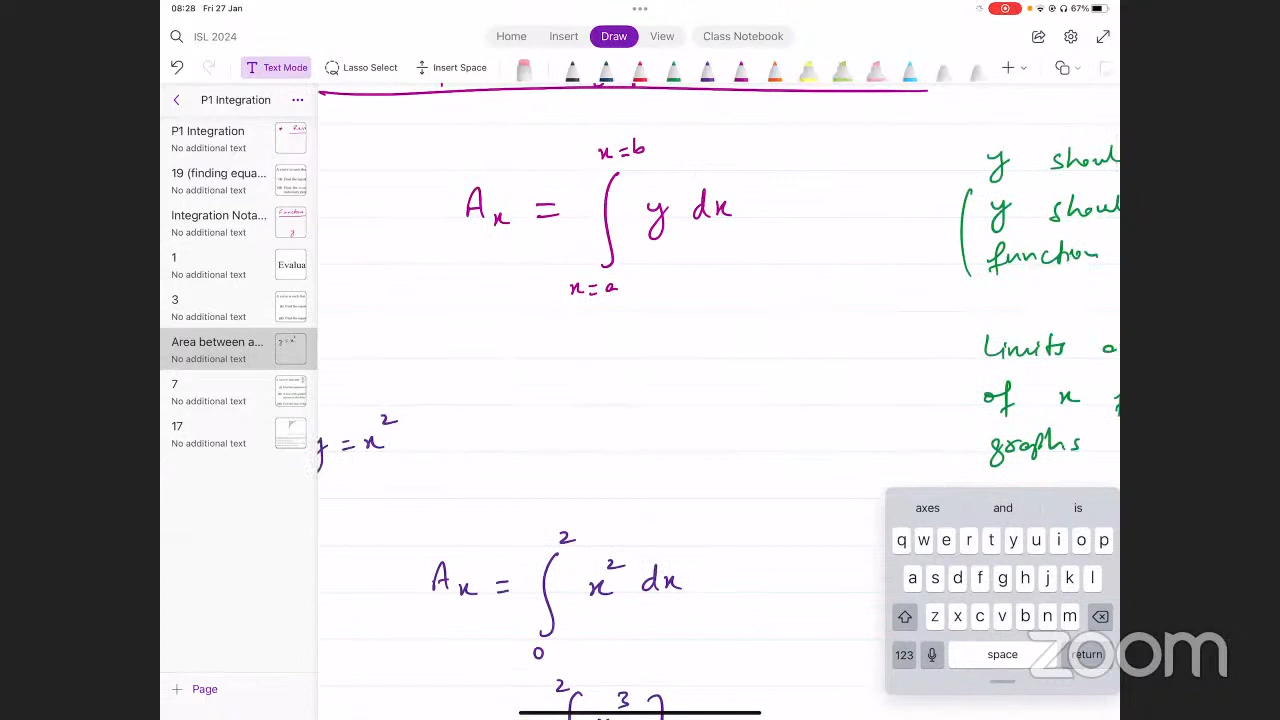 08:28 Fri 27 Jan
67%
ISL 2024
Home Insert Draw View Class Notebook
Text Mode Lasso Select Insert Space
P1 Integration
P1 Integration
No additional text
19 (finding equa...
No additional text
Integration Nota...
No additional text
1
No additional text
Evalua
3
No additional text
Area between a...
No additional text
7
No additional text
17
No additional text
Page
x=b
Ax = ∫ y dx
x=a
y shoul
y shoul
function
Limits
of x
graphs
y = x²
2
Ax = ∫ x² dx
0
2
3
axes and is
q w e r t y u i o p
a s d f g h j k l
z x c v b n m
123 space return
zoom